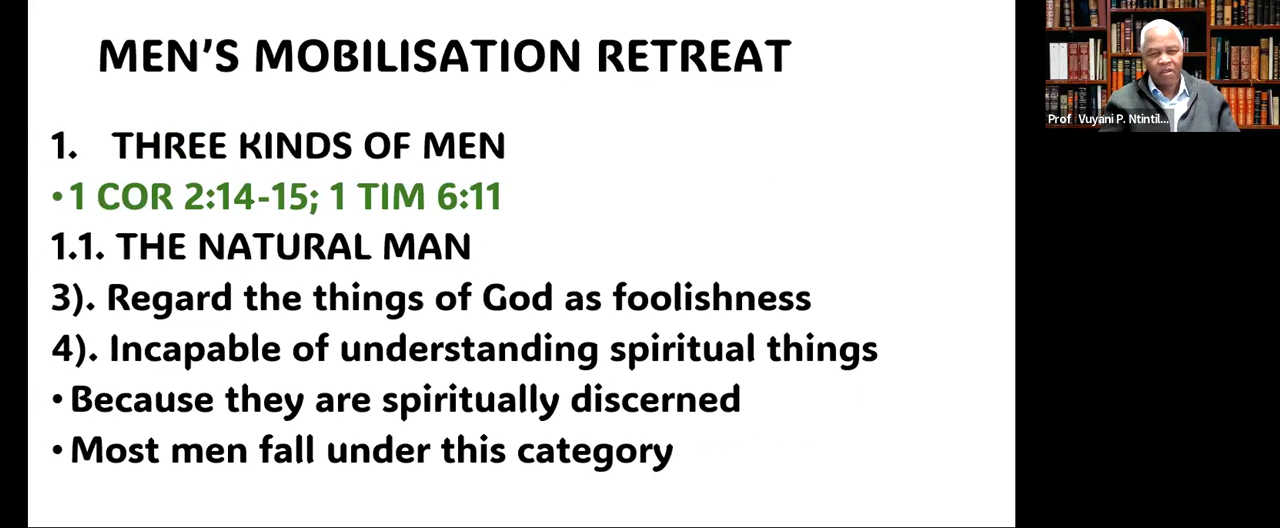 MEN'S MOBILISATION RETREAT
1. THREE KINDS OF MEN
• 1 COR 2:14-15; 1 TIM 6:11
1.1. THE NATURAL MAN
3). Regard the things of God as foolishness
4). Incapable of understanding spiritual things
• Because they are spiritually discerned
• Most men fall under this category
Prof Vuyani P. Ntintil...